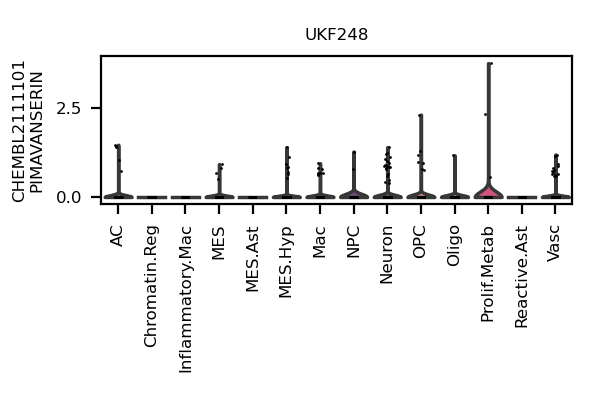 UKF248
CHEMBL2111101
PIMAVANSERIN
2.5
0.0
AC
Chromatin.Reg
Inflammatory.Mac
MES
MES.Ast
MES.Hyp
Mac
NPC
Neuron
OPC
Oligo
Prolif.Metab
Reactive.Ast
Vasc